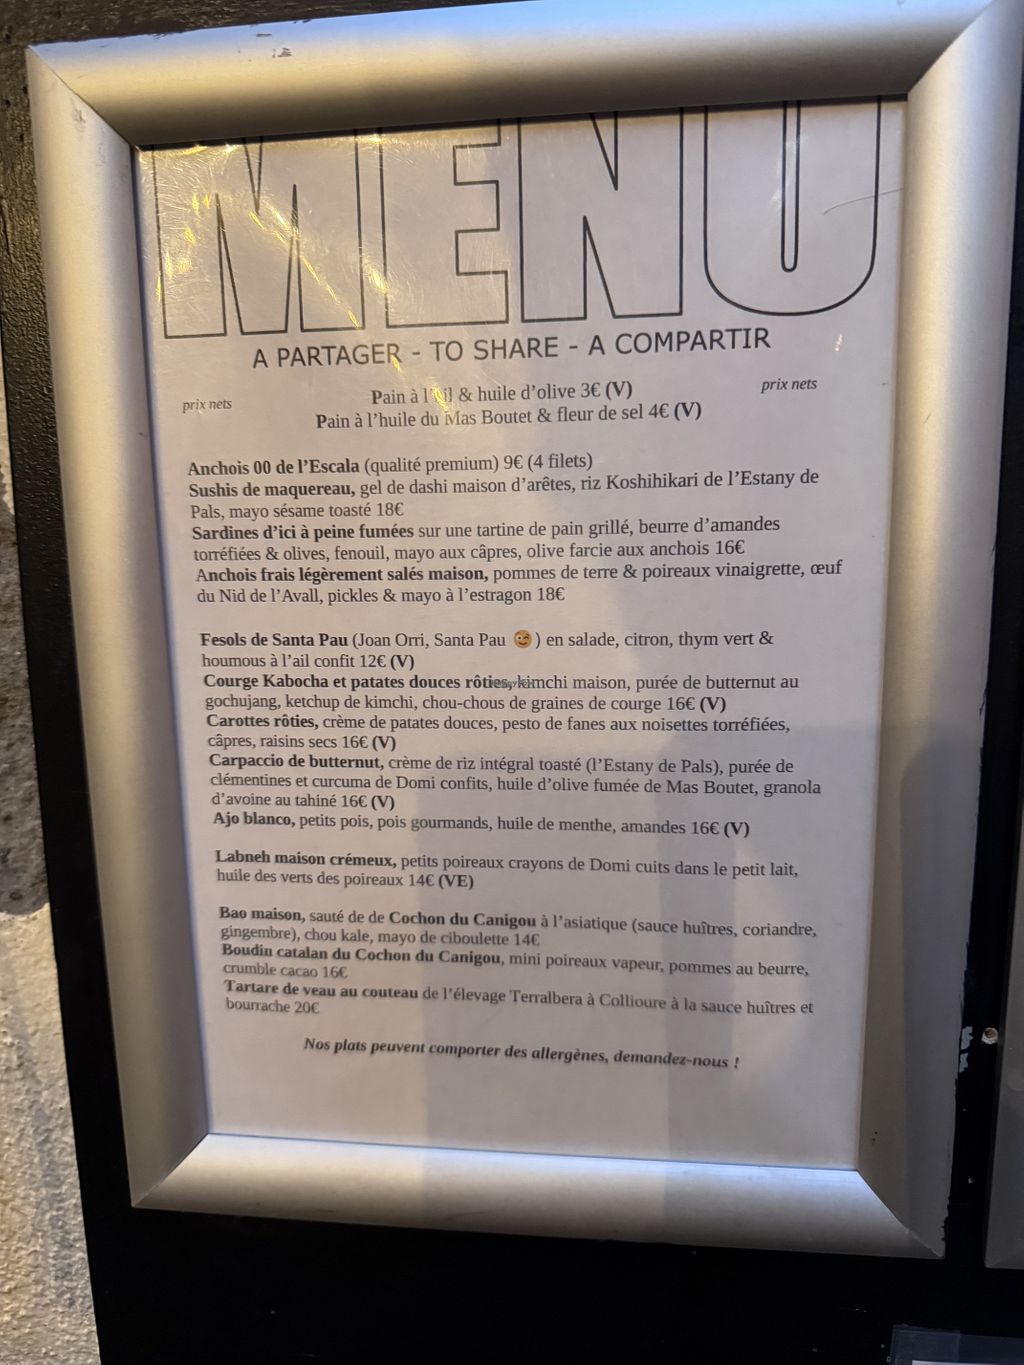 MENU
A PARTAGER - TO SHARE - A COMPARTIR
prix nets
prix nets
Pain à l'ail & huile d'olive 3€ (V)
Pain à l'huile du Mas Boutet & fleur de sel 4€ (V)
Anchois 00 de l'Escala (qualité premium) 9€ (4 filets)
Sushis de maquereau, gel de dashi maison d'arêtes, riz Koshihikari de l'Estany de
Pals, mayo sésame toasté 18€
Sardines d'ici à peine fumées sur une tartine de pain grillé, beurre d'amandes
torréfiées & olives, fenouil, mayo aux câpres, olive farcie aux anchois 16€
Anchois frais légèrement salés maison, pommes de terre & poireaux vinaigrette, œuf
du Nid de l'Avall, pickles & mayo à l'estragon 18€
Fesols de Santa Pau (Joan Orri, Santa Pau 😉) en salade, citron, thym vert &
houmous à l'ail confit 12€ (V)
Courge Kabocha et patates douces rôties, kimchi maison, purée de butternut au
gochujang, ketchup de kimchi, chou-chous de graines de courge 16€ (V)
Carottes rôties, crème de patates douces, pesto de fanes aux noisettes torréfiées,
câpres, raisins secs 16€ (V)
Carpaccio de butternut, crème de riz intégral toasté (l'Estany de Pals), purée de
clémentines et curcuma de Domi confits, huile d'olive fumée de Mas Boutet, granola
d'avoine au tahiné 16€ (V)
Ajo blanco, petits pois, pois gourmands, huile de menthe, amandes 16€ (V)
Labneh maison crémeux, petits poireaux crayons de Domi cuits dans le petit lait,
huile des verts des poireaux 14€ (VE)
Bao maison, sauté de de Cochon du Canigou à l'asiatique (sauce huîtres, coriandre,
gingembre), chou kale, mayo de ciboulette 14€
Boudin catalan du Cochon du Canigou, mini poireaux vapeur, pommes au beurre,
crumble cacao 16€
Tartare de veau au couteau de l'élevage Terralbera à Collioure à la sauce huîtres et
bourrache 20€
Nos plats peuvent comporter des allergènes, demandez-nous !